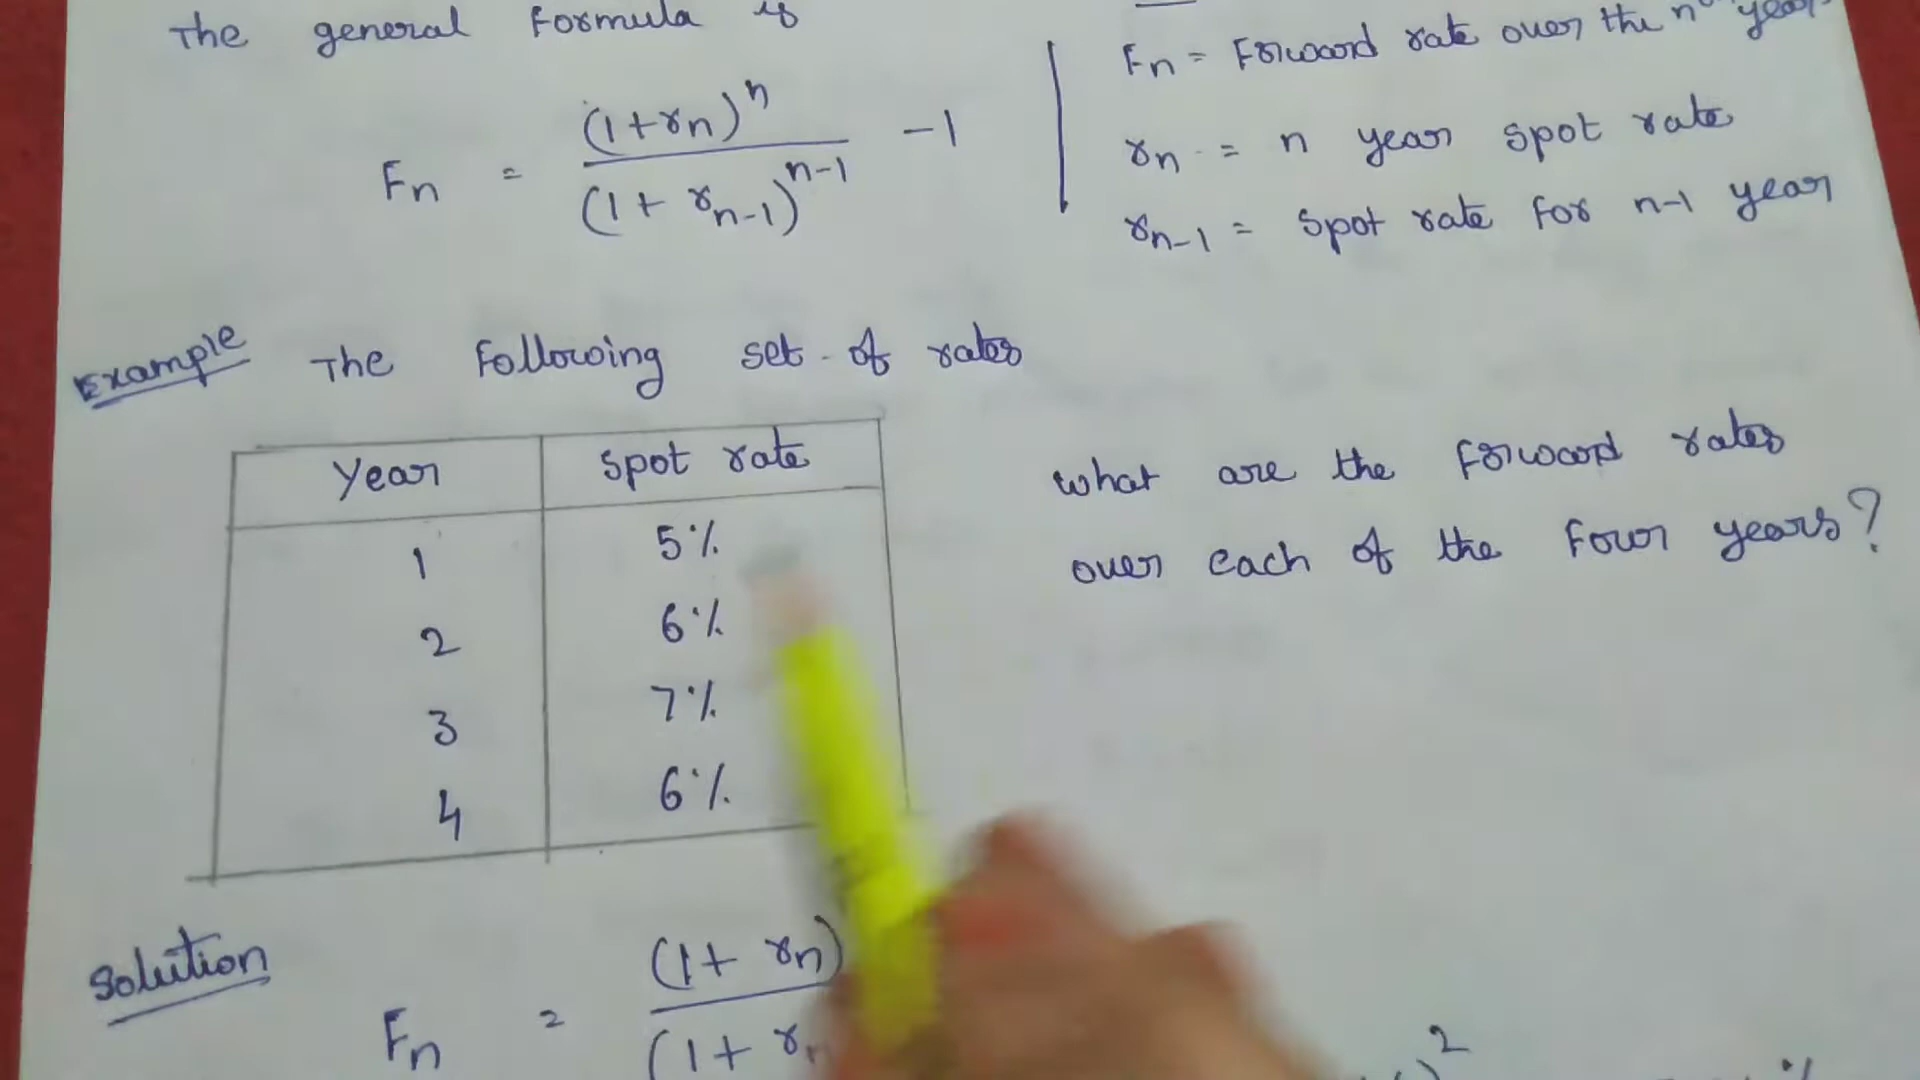 The general Formula is
Fn = (1+rn)^n / (1+rn-1)^n-1 -1
Fn = Forward rate over the nth year
rn = n year spot rate
rn-1 = spot rate for n-1 year
Example The Following set of rates
Year spot rate
1 5%
2 6%
3 7%
4 6%
what are the Forward rates
over each of the Four years?
Solution
Fn = (1+ rn) / (1+ rn
2
%